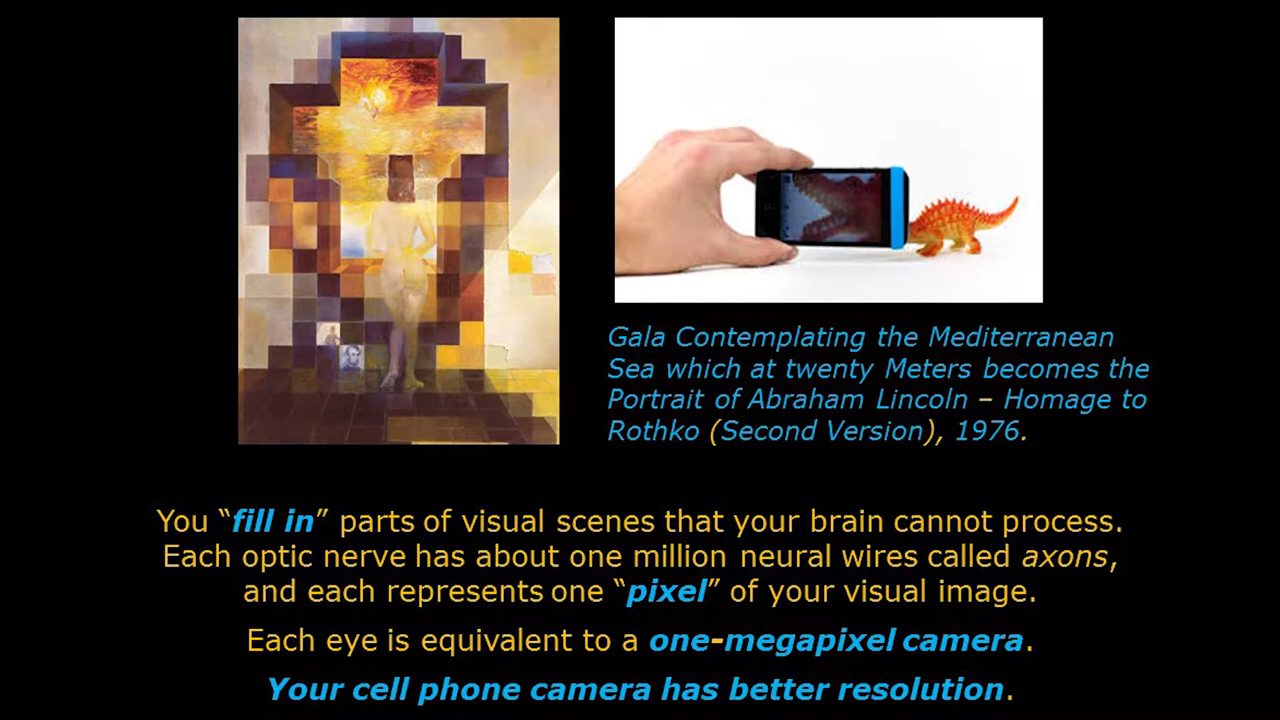 Gala Contemplating the Mediterranean
Sea which at twenty Meters becomes the
Portrait of Abraham Lincoln – Homage to
Rothko (Second Version), 1976.
You “fill in” parts of visual scenes that your brain cannot process.
Each optic nerve has about one million neural wires called axons,
and each represents one “pixel” of your visual image.
Each eye is equivalent to a one-megapixel camera.
Your cell phone camera has better resolution.